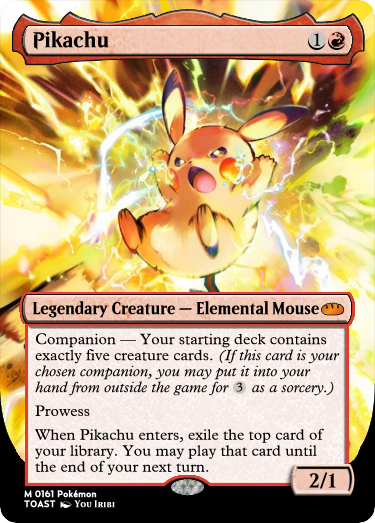 Pikachu 1
Legendary Creature — Elemental Mouse
Companion — Your starting deck contains
exactly five creature cards. (If this card is your
chosen companion, you may put it into your
hand from outside the game for 3 as a sorcery.)
Prowess
When Pikachu enters, exile the top card of
your library. You may play that card until
the end of your next turn.
2/1
M 0161 Pokémon
TOAST You Iribi